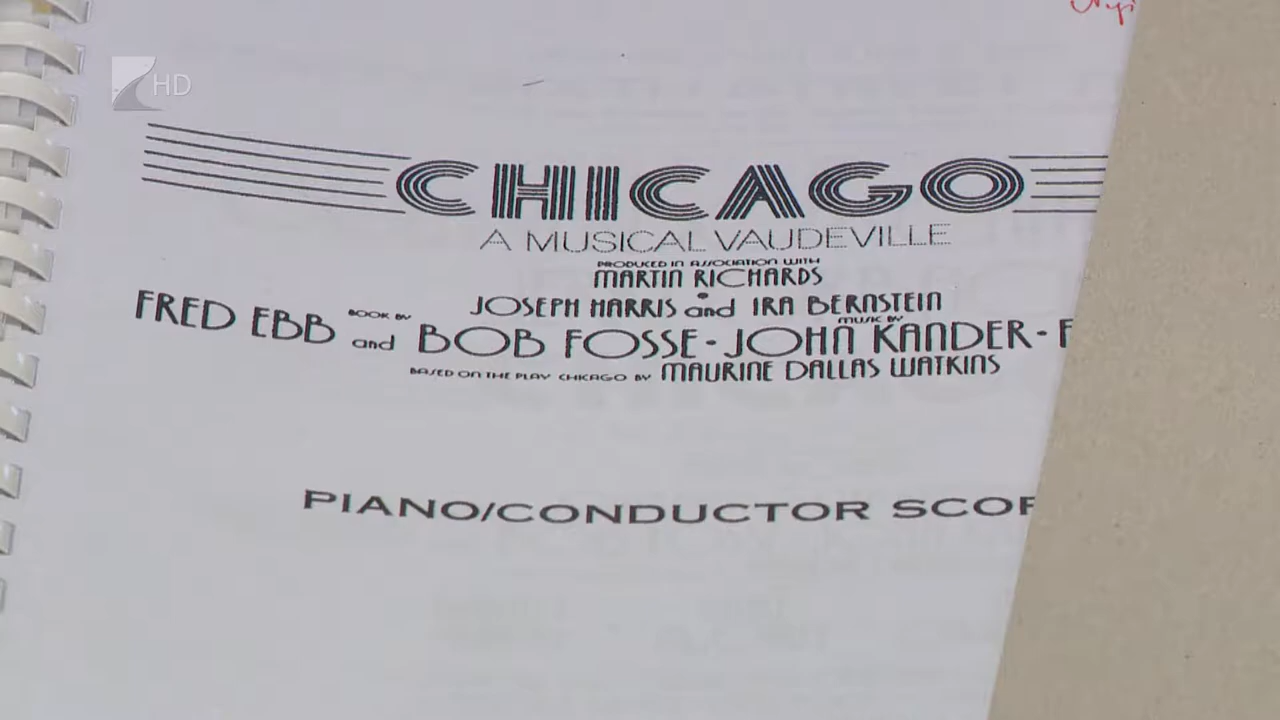 HD
CHICAGO
A MUSICAL VAUDEVILLE
PRODUCED IN ASSOCIATION WITH
MARTIN RICHARDS
JOSEPH HARRIS and IRA BERNSTEIN
BOOK BY MUSIC BY
FRED EBB and BOB FOSSE · JOHN KANDER · F
BASED ON THE PLAY CHICAGO BY MAURINE DALLAS WATKINS
PIANO/CONDUCTOR SCOR